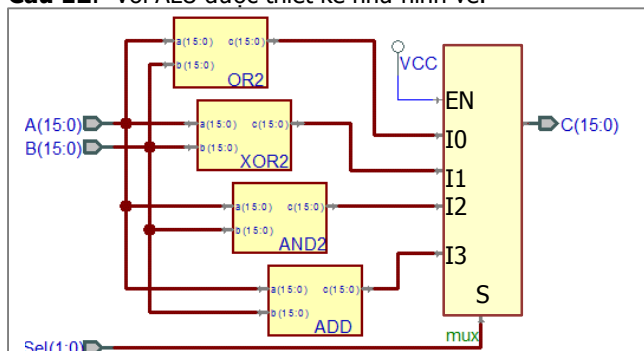 Câu 22: Với ALU được thiết kế như hình vẽ.
a(15:0) c(15:0)
b(15:0)
OR2
VCC
EN
A(15:0)
B(15:0)
a(15:0) c(15:0)
b(15:0)
XOR2
I0
C(15:0)
I1
a(15:0) c(15:0)
b(15:0)
AND2
I2
a(15:0) c(15:0)
b(15:0)
ADD
I3
S
mux
Sel(1:0)